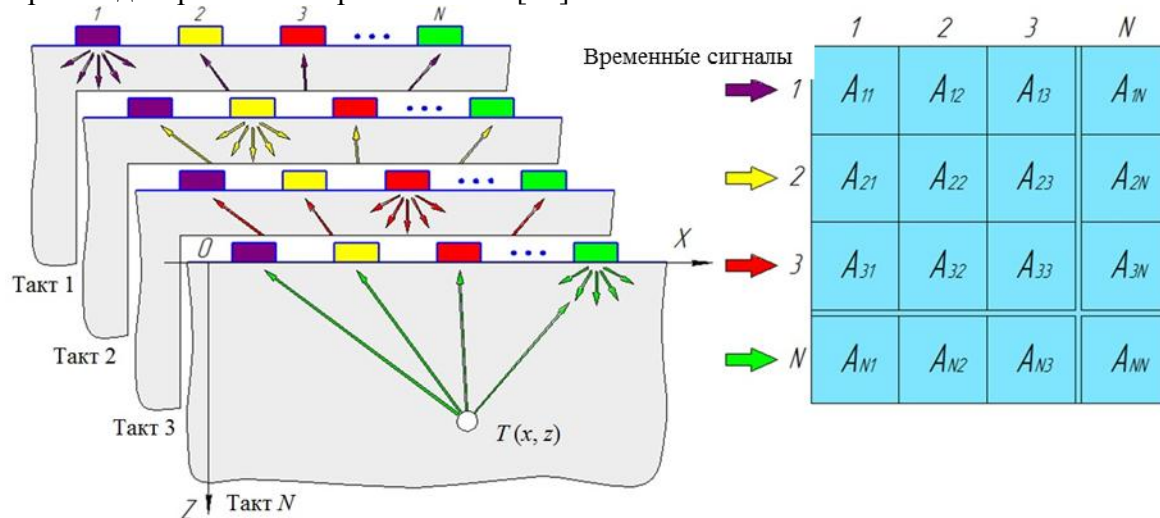 1 2 3 N
Временны́е сигналы
1 2 3 N
1 A11 A12 A13 A1N
2 A21 A22 A23 A2N
3 A31 A32 A33 A3N
N AN1 AN2 AN3 ANN
O X
Такт 1
Такт 2
Такт 3
T (x, z)
Z Такт N